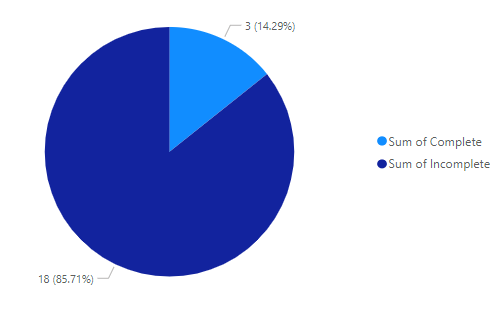 3 (14.29%)
Sum of Complete
Sum of Incomplete
18 (85.71%)